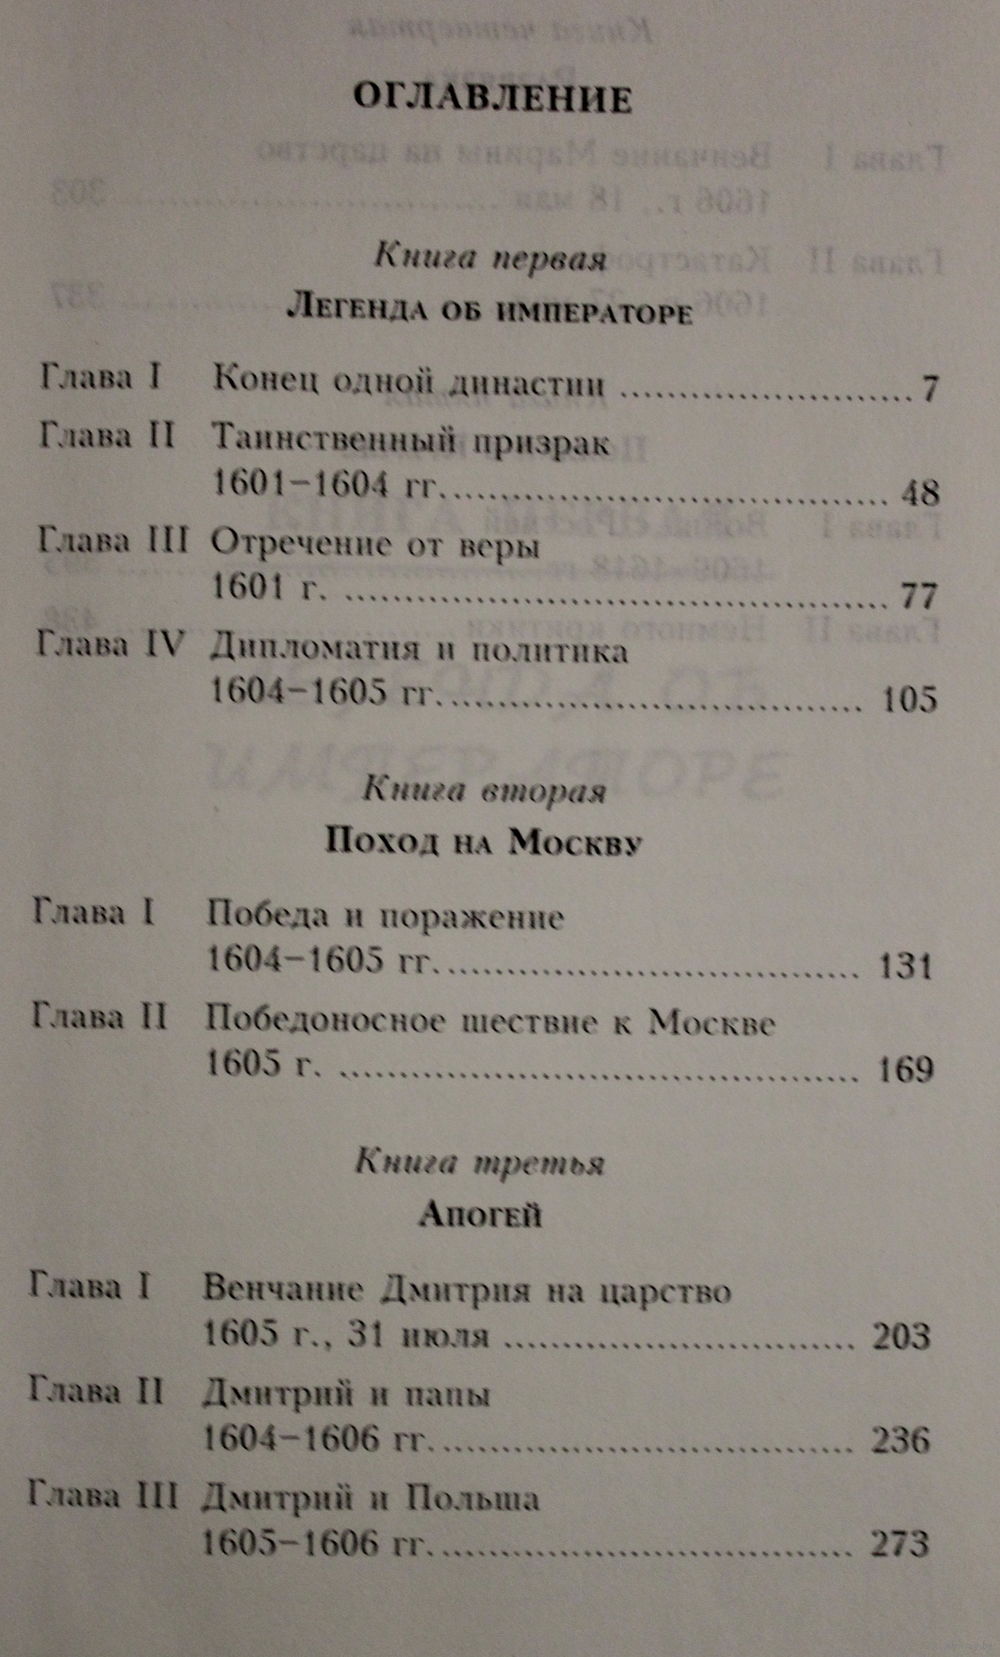 ОГЛАВЛЕНИЕ
Книга первая
ЛЕГЕНДА ОБ ИМПЕРАТОРЕ
Глава I Конец одной династии ........................ 7
Глава II Таинственный призрак
1601–1604 гг. ..................................... 48
Глава III Отречение от веры
1601 г. ............................................. 77
Глава IV Дипломатия и политика
1604–1605 гг. ................................... 105
Книга вторая
ПОХОД НА МОСКВУ
Глава I Победа и поражение
1604–1605 гг. ................................... 131
Глава II Победоносное шествие к Москве
1605 г. ............................................ 169
Книга третья
АПОГЕЙ
Глава I Венчание Дмитрия на царство
1605 г., 31 июля .............................. 203
Глава II Дмитрий и папы
1604–1606 гг. ................................... 236
Глава III Дмитрий и Польша
1605–1606 гг. ................................... 273